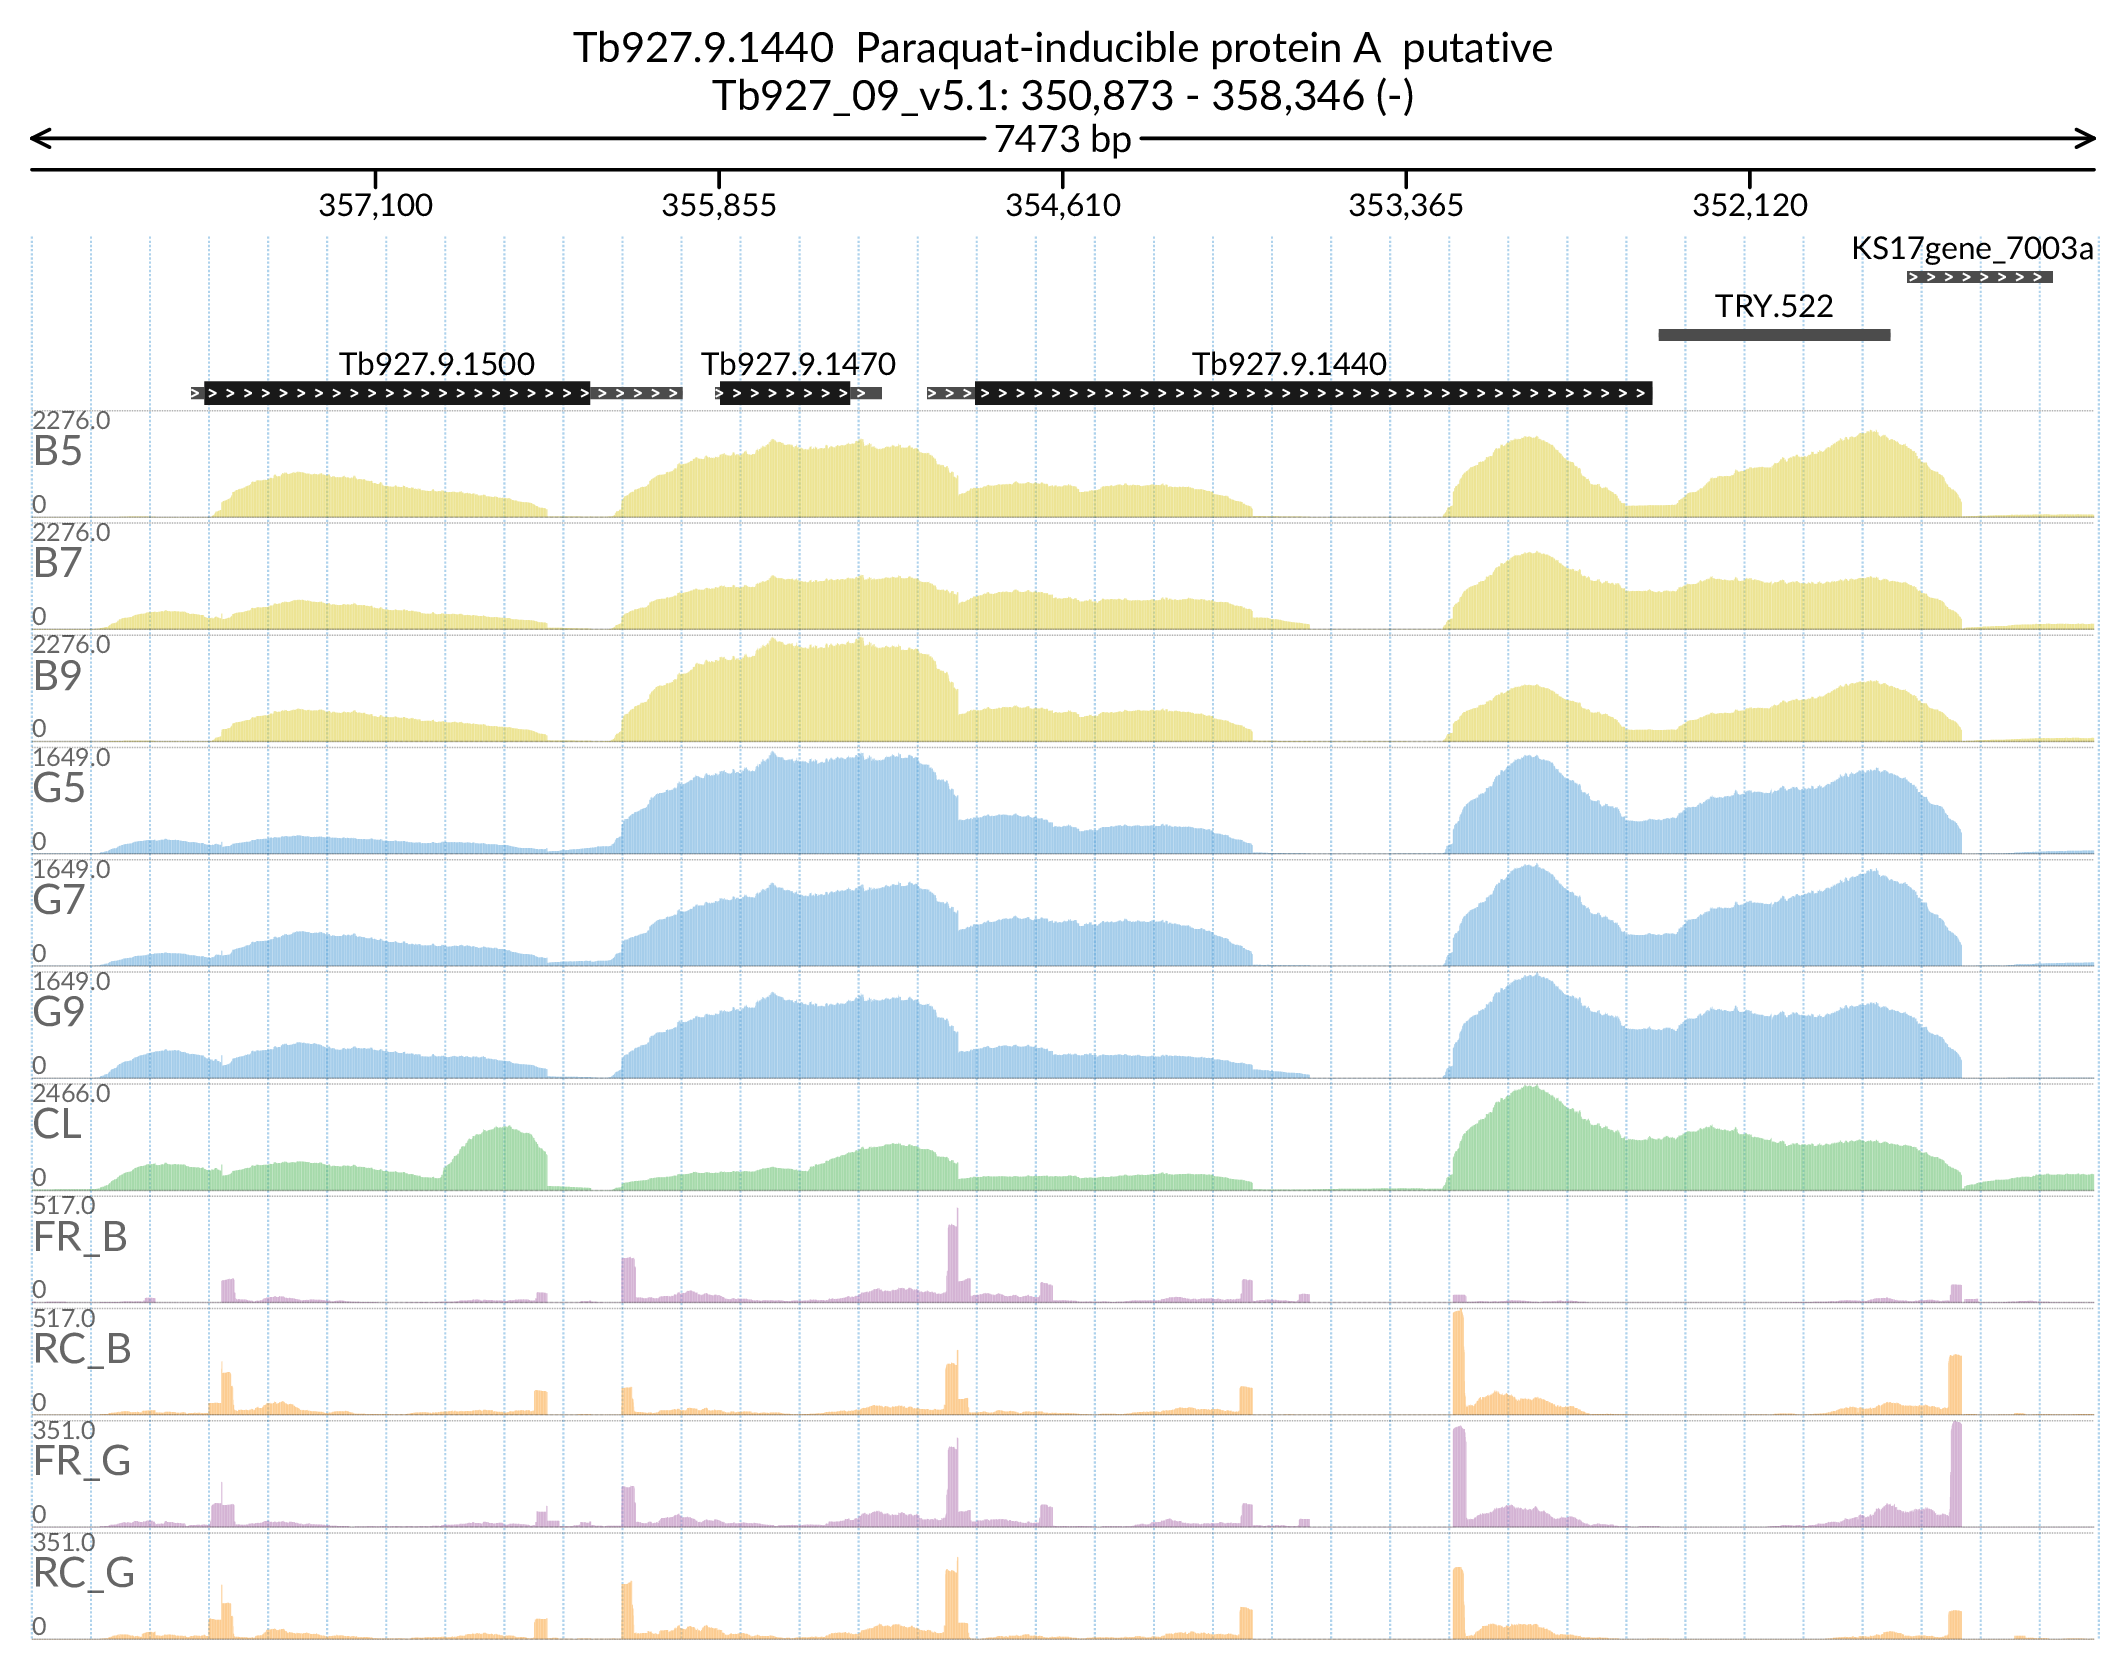 Tb927.9.1440  Paraquat-inducible protein A  putative
Tb927_09_v5.1: 350,873 - 358,346 (-)
7473 bp
357,100 355,855 354,610 353,365 352,120
KS17gene_7003a
TRY.522
Tb927.9.1500 Tb927.9.1470 Tb927.9.1440
2276.0
B5
0
2276.0
B7
0
2276.0
B9
0
1649.0
G5
0
1649.0
G7
0
1649.0
G9
0
2466.0
CL
0
517.0
FR_B
0
517.0
RC_B
0
351.0
FR_G
0
351.0
RC_G
0